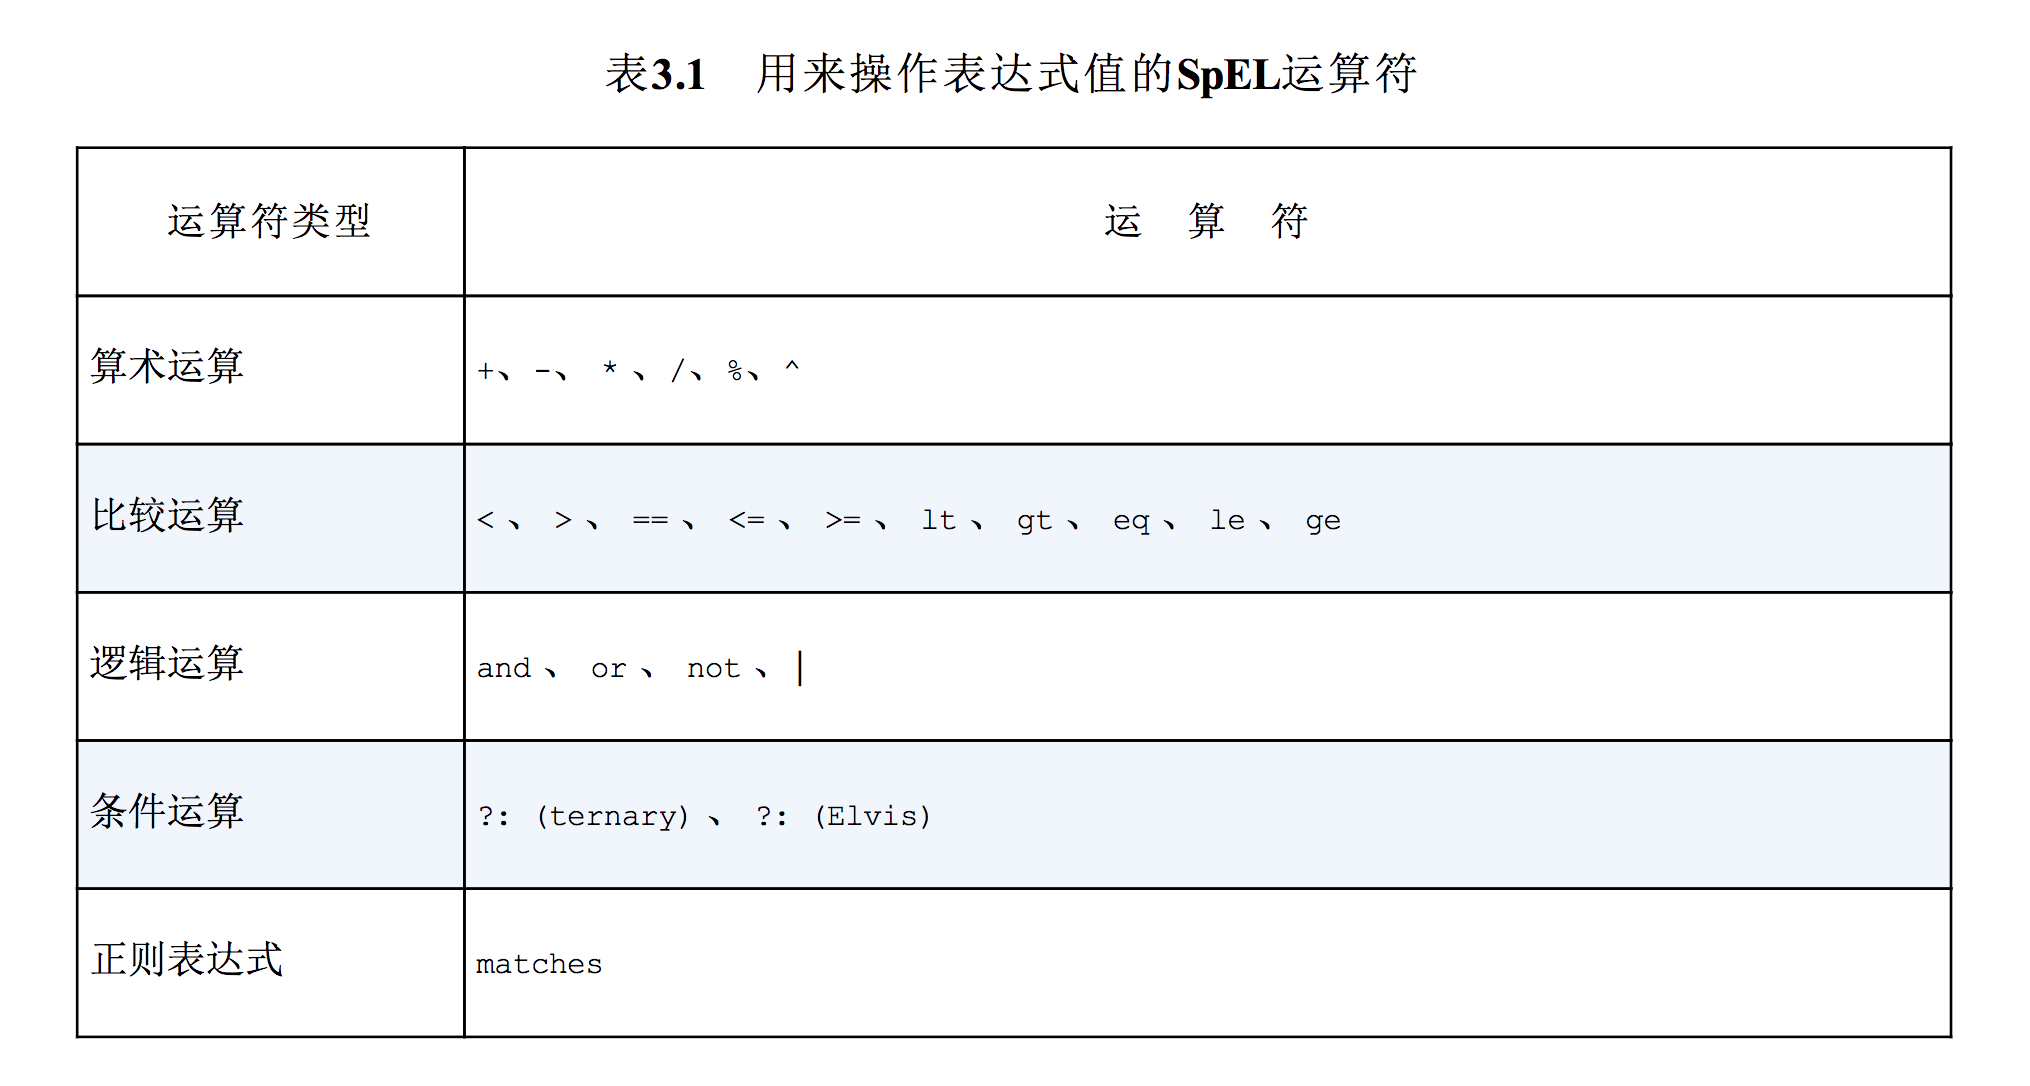 表3.1 用来操作表达式值的SpEL运算符
运算符类型
运 算 符
算术运算
+、-、 * 、/、%、^
比较运算
< 、 > 、 == 、 <= 、 >= 、 lt 、 gt 、 eq 、 le 、 ge
逻辑运算
and 、 or 、 not 、|
条件运算
?: (ternary) 、 ?: (Elvis)
正则表达式
matches